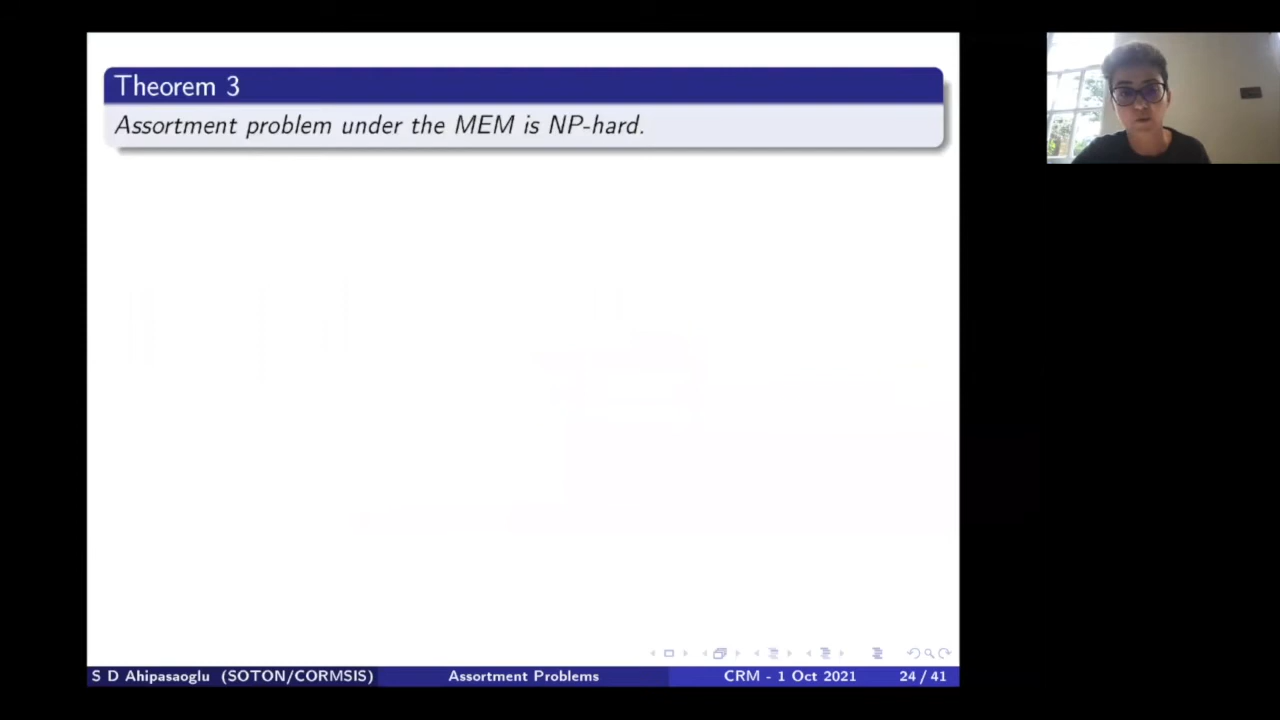 Theorem 3
Assortment problem under the MEM is NP-hard.
S D Ahipasaoglu (SOTON/CORMSIS) Assortment Problems CRM - 1 Oct 2021 24 / 41